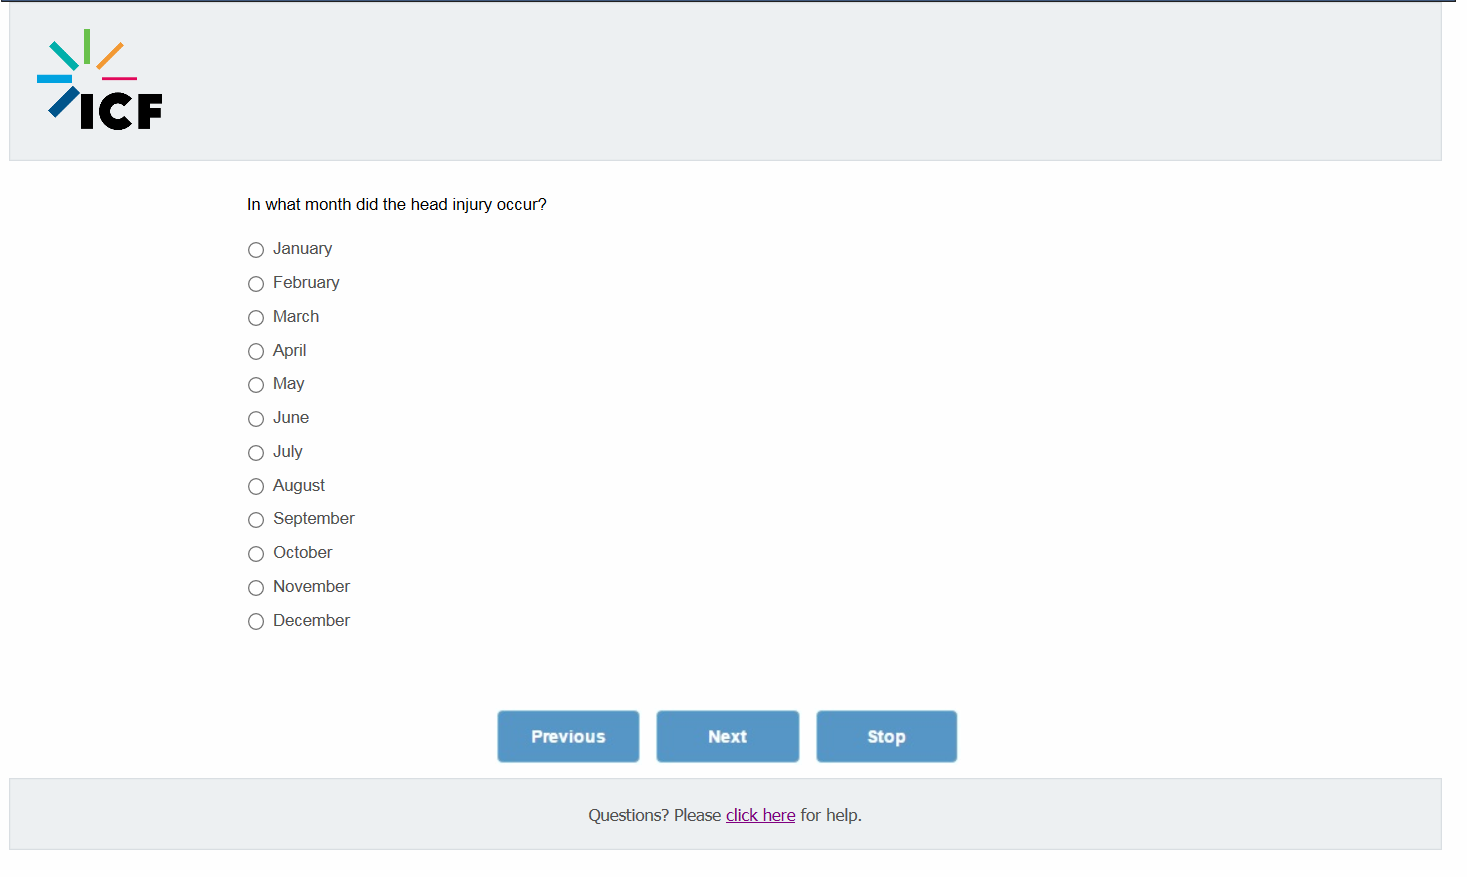 ICF
In what month did the head injury occur?
January
February
March
April
May
June
July
August
September
October
November
December
Previous Next Stop
Questions? Please click here for help.